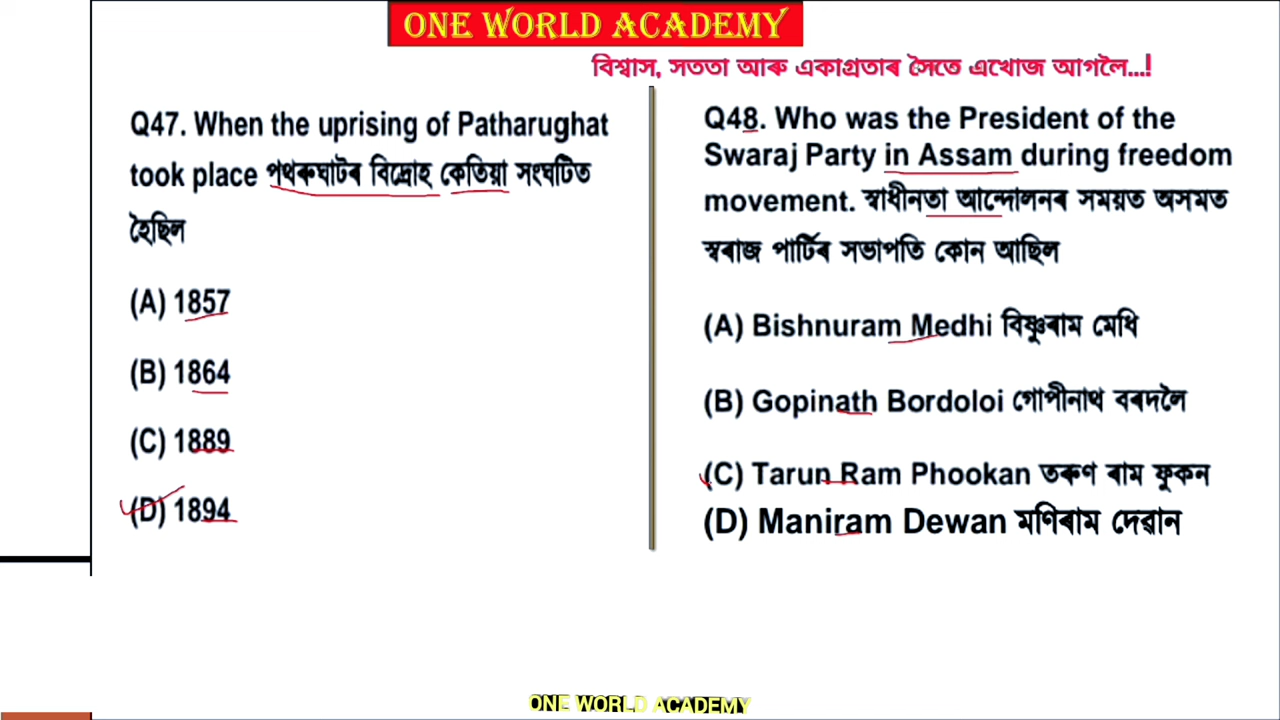 ONE WORLD ACADEMY
বিশ্বাস, সততা আৰু একাগ্ৰতাৰ সৈতে এখোজ আগলৈ...!
Q47. When the uprising of Patharughat
took place পথৰুঘাটৰ বিদ্ৰোহ কেতিয়া সংঘটিত
হৈছিল
(A) 1857
(B) 1864
(C) 1889
(D) 1894
Q48. Who was the President of the
Swaraj Party in Assam during freedom
movement. স্বাধীনতা আন্দোলনৰ সময়ত অসমত
স্বৰাজ পাৰ্টিৰ সভাপতি কোন আছিল
(A) Bishnuram Medhi বিষ্ণুৰাম মেধি
(B) Gopinath Bordoloi গোপীনাথ বৰদলৈ
(C) Tarun Ram Phookan তৰুণ ৰাম ফুকন
(D) Maniram Dewan মণিৰাম দেৱান
ONE WORLD ACADEMY